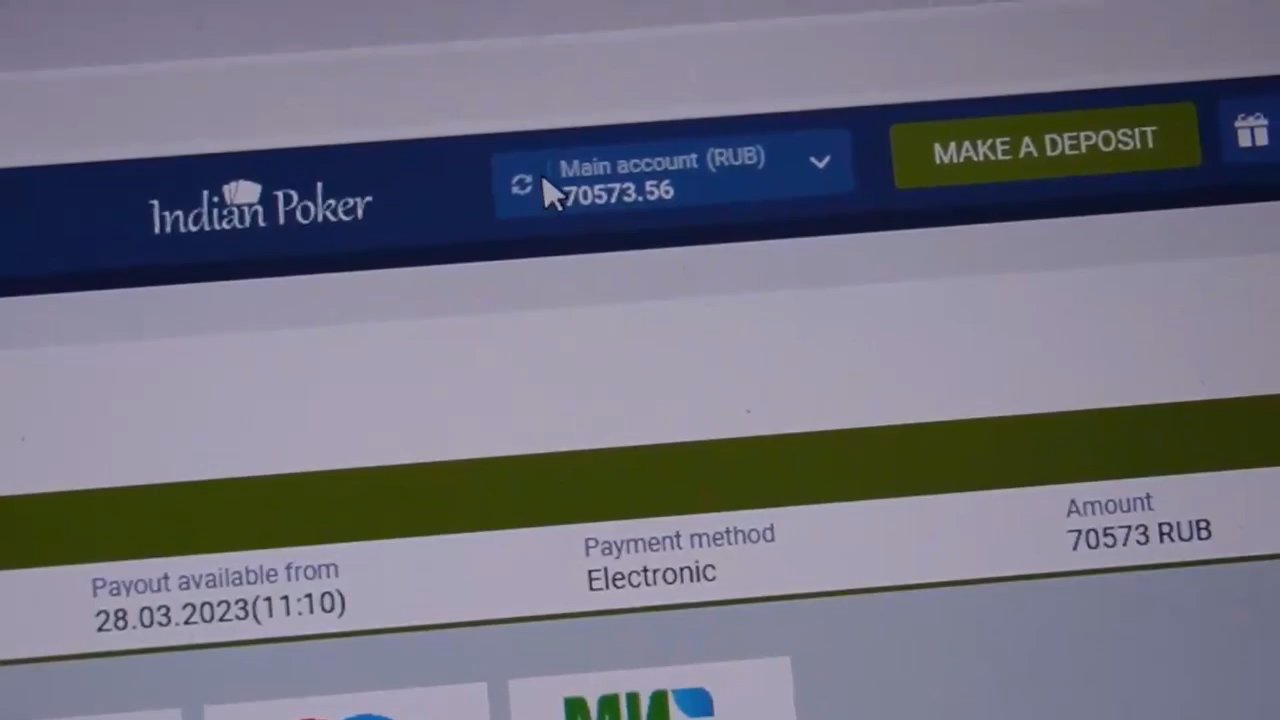 Indian Poker
Main account (RUB)
70573.56
MAKE A DEPOSIT
Payout available from
28.03.2023(11:10)
Payment method
Electronic
Amount
70573 RUB